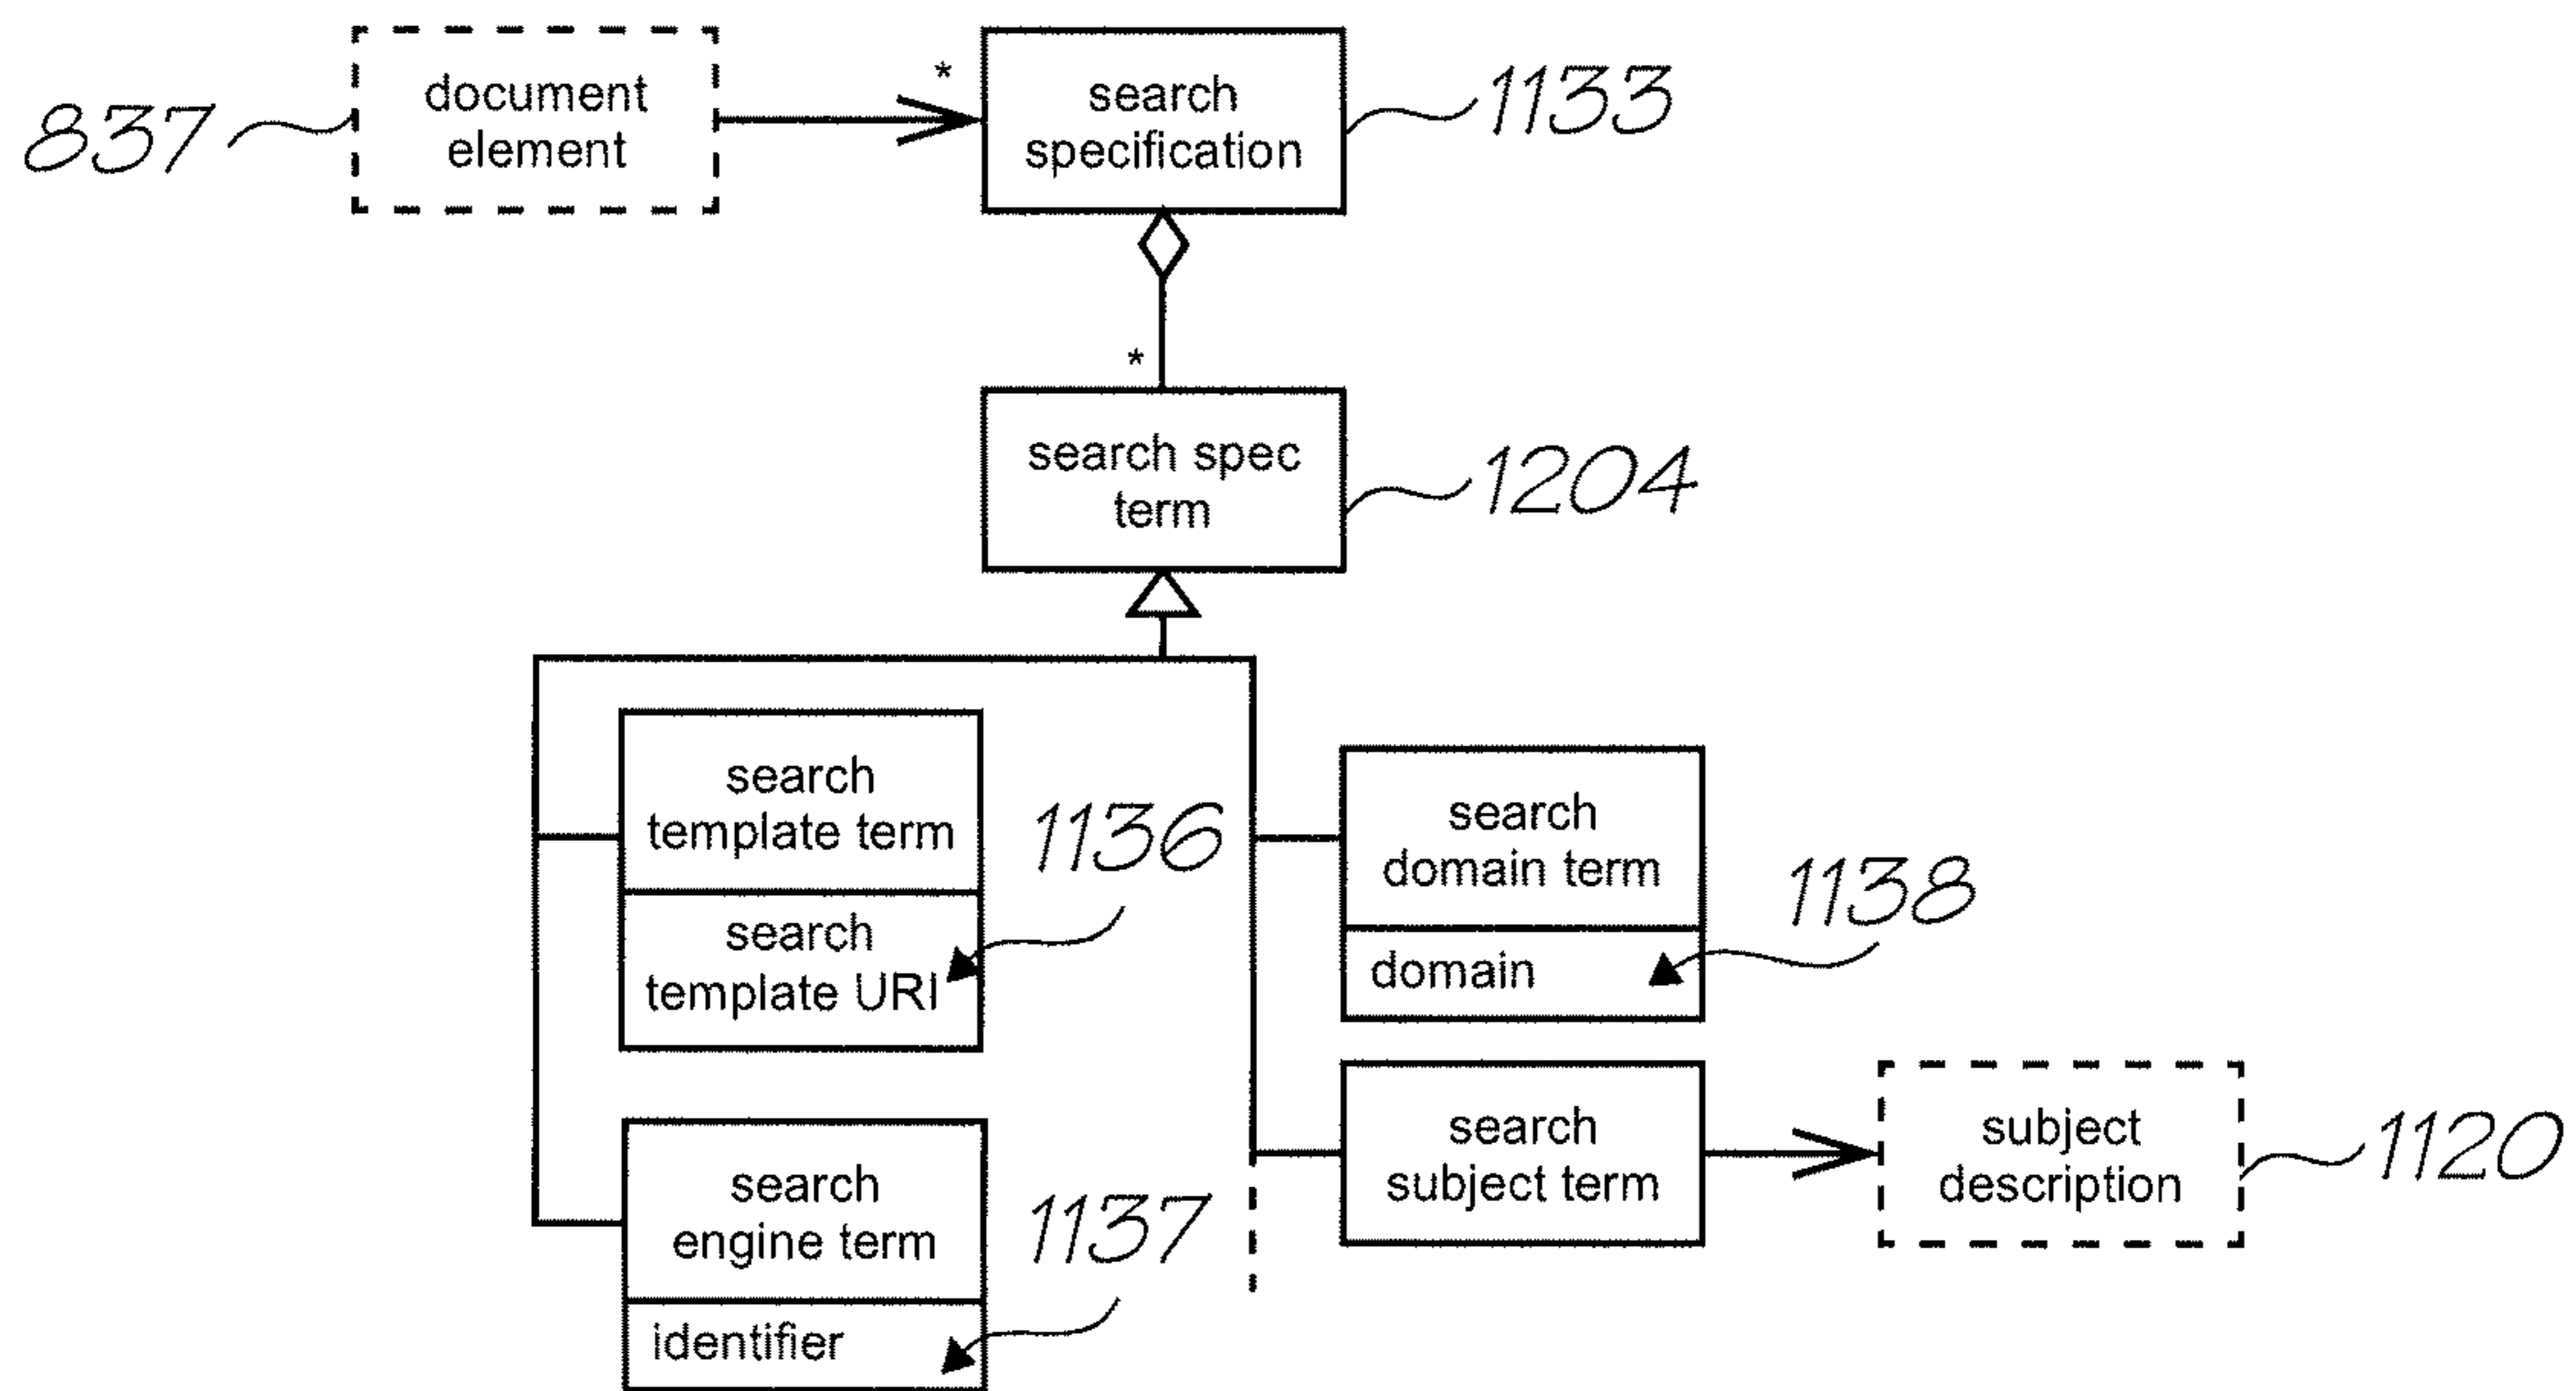 document
element
837
*
search
specification
1133
*
search spec
term
1204
search
template term
search
template URI
1136
search
domain term
domain
1138
search
engine term
identifier
1137
search
subject term
subject
description
1120